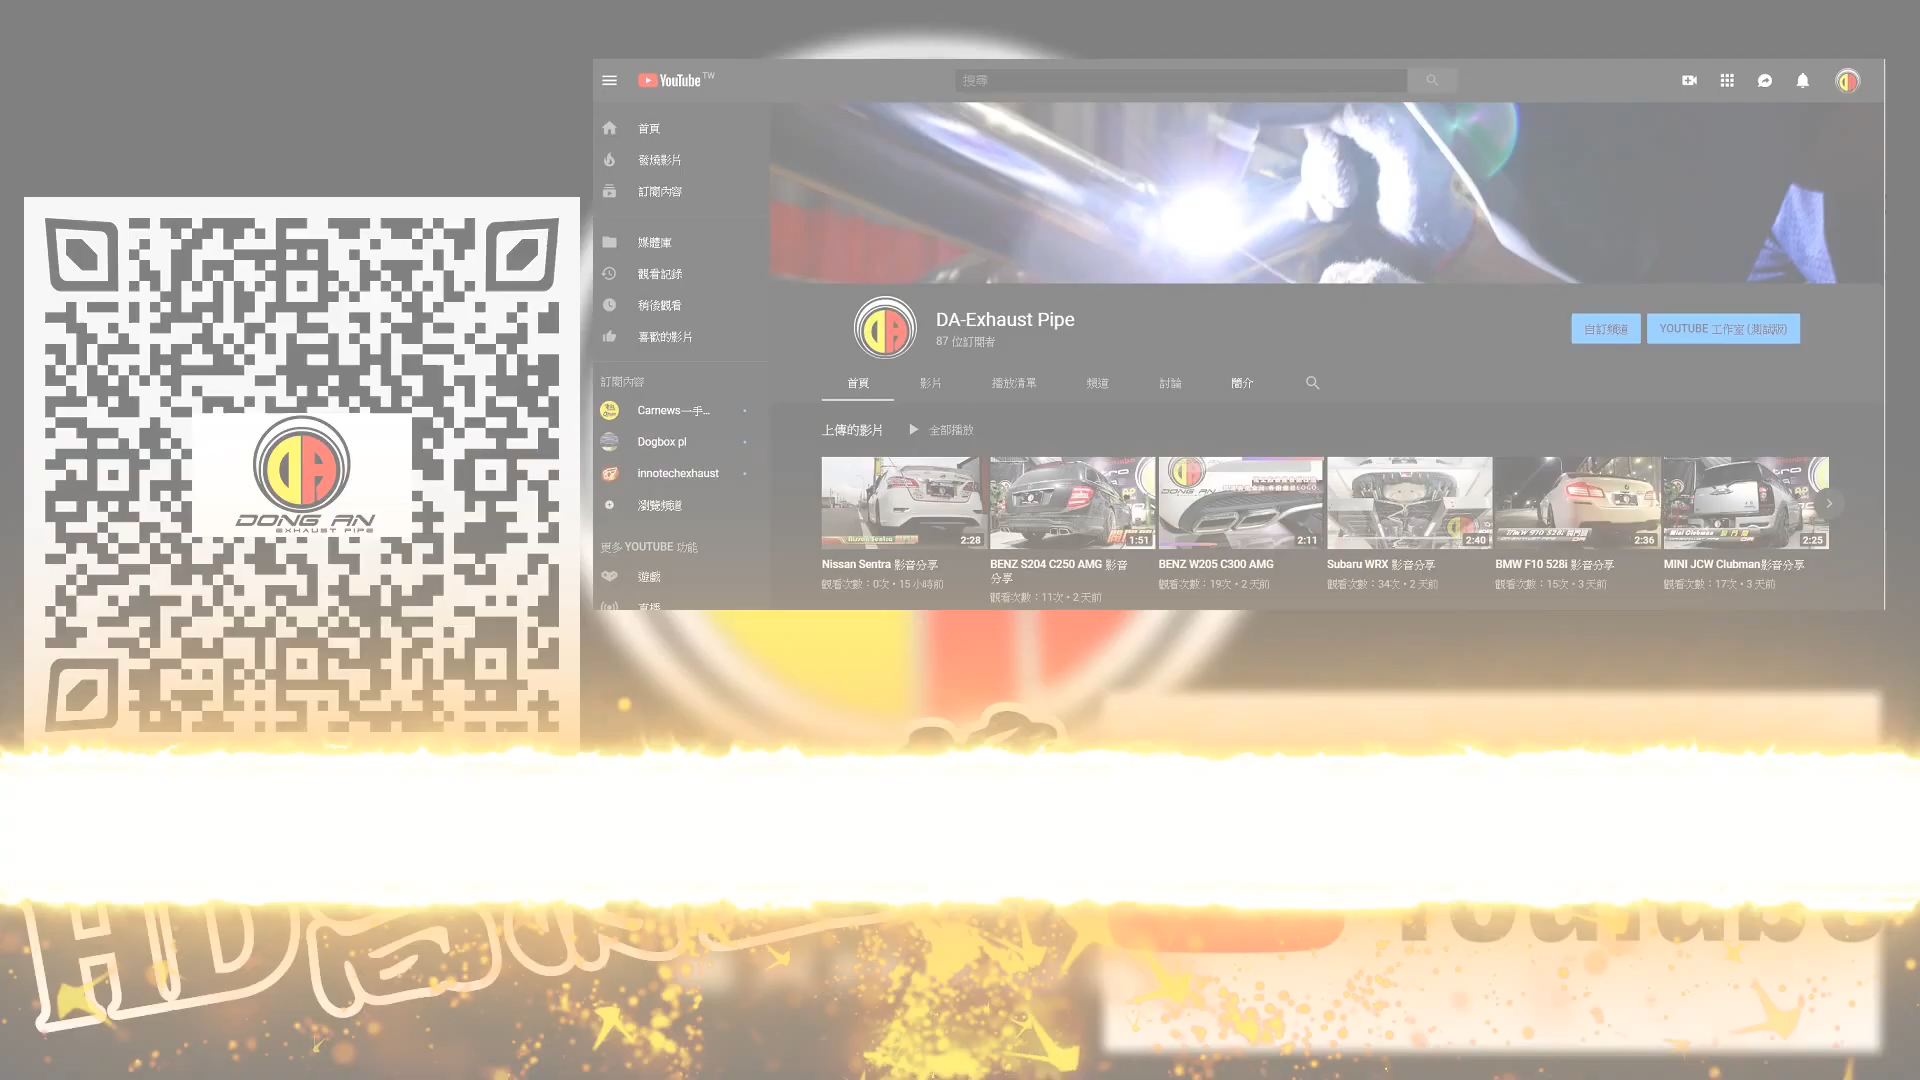 YouTube TW
搜尋
首頁
發燒影片
訂閱內容
媒體庫
觀看記錄
稍後觀看
喜歡的影片
訂閱內容
Carnews一手...
Dogbox pl
innotechexhaust
瀏覽頻道
更多 YOUTUBE 功能
遊戲
直播
DA-Exhaust Pipe
87 位訂閱者
自訂頻道
YOUTUBE 工作室 (測試版)
首頁 影片 播放清單 頻道 討論 簡介
上傳的影片 全部播放
2:28
1:51
2:11
2:40
2:36
2:25
Nissan Sentra 影音分享
觀看次數：0次 • 15 小時前
BENZ S204 C250 AMG 影音
分享
觀看次數：11次 • 2 天前
BENZ W205 C300 AMG
觀看次數：19次 • 2 天前
Subaru WRX 影音分享
觀看次數：34次 • 2 天前
BMW F10 528i 影音分享
觀看次數：15次 • 3 天前
MINI JCW Clubman影音分享
觀看次數：17次 • 3 天前
DA
DONG AN
EXHAUST PIPE
HD
YouTube